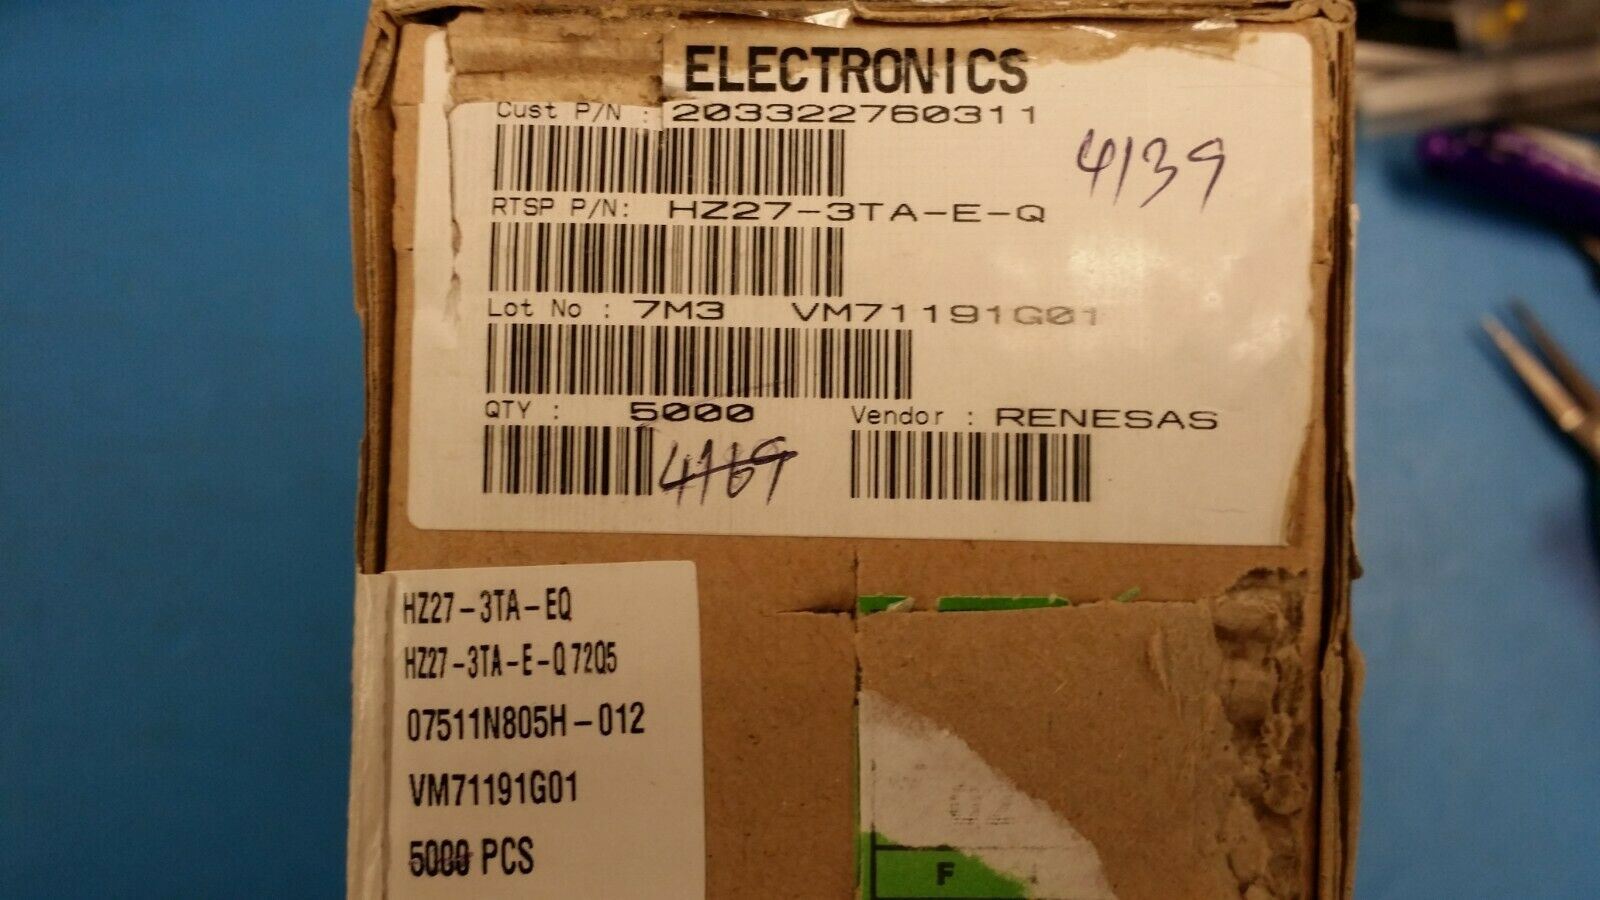 ELECTRONICS
Cust P/N : 203322760311
4139
RTSP P/N: HZ27-3TA-E-Q
Lot No : 7M3 VM71191G01
QTY : 5000 Vendor : RENESAS
4169
HZ27-3TA-EQ
HZ27-3TA-E-Q 72Q5
07511N805H-012
VM71191G01
5000 PCS
F